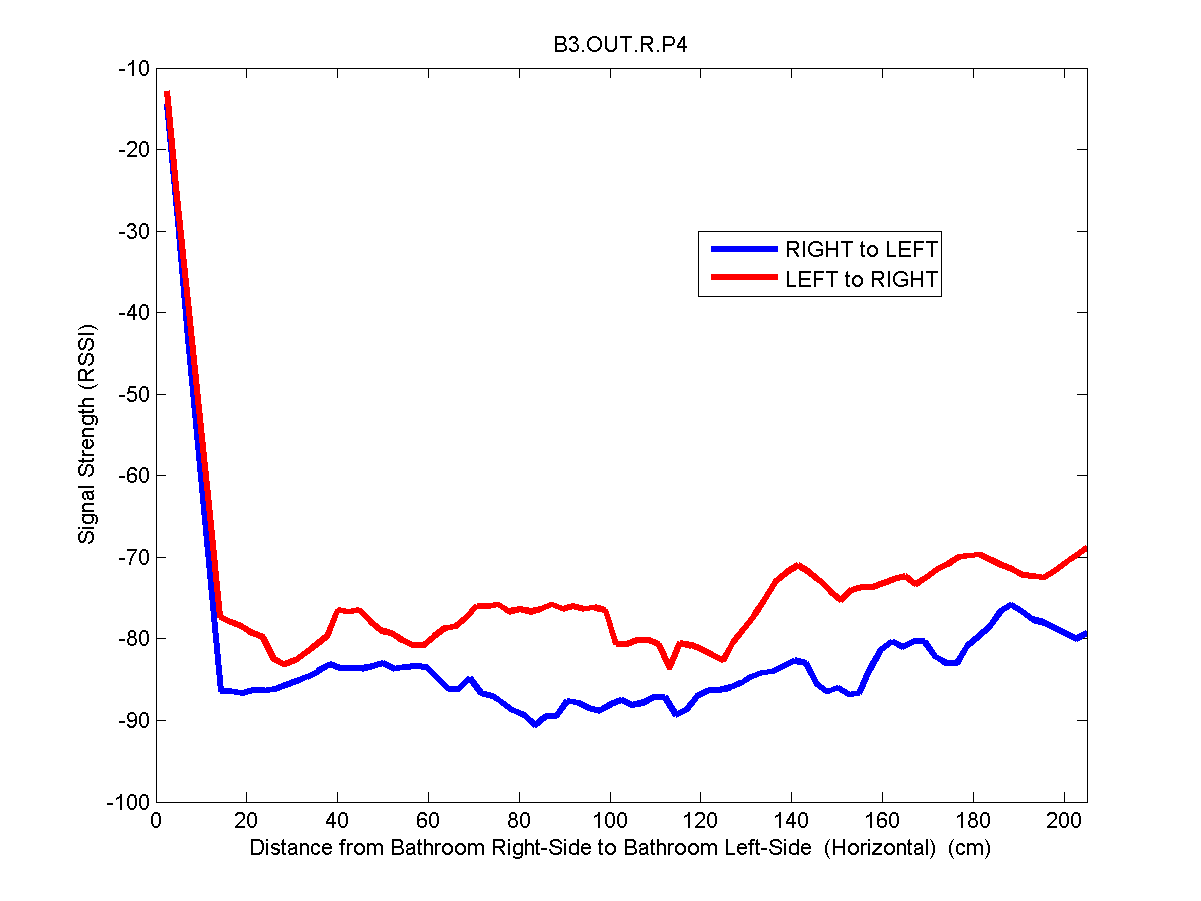 B3.OUT.R.P4
-10
-20
-30
-40
-50
-60
-70
-80
-90
-100
Signal Strength (RSSI)
RIGHT to LEFT
LEFT to RIGHT
0 20 40 60 80 100 120 140 160 180 200
Distance from Bathroom Right-Side to Bathroom Left-Side (Horizontal) (cm)